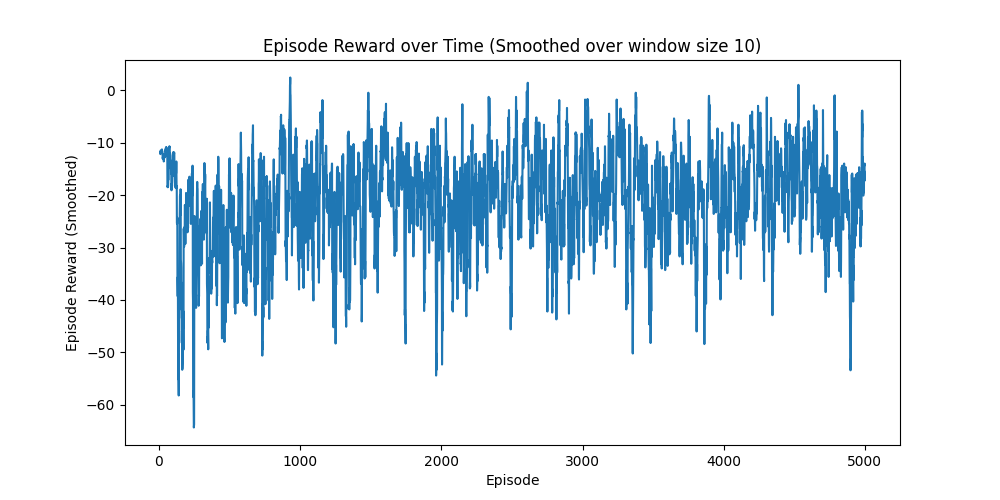 Episode Reward over Time (Smoothed over window size 10)
Episode Reward (Smoothed)
0
−10
−20
−30
−40
−50
−60
0 1000 2000 3000 4000 5000
Episode